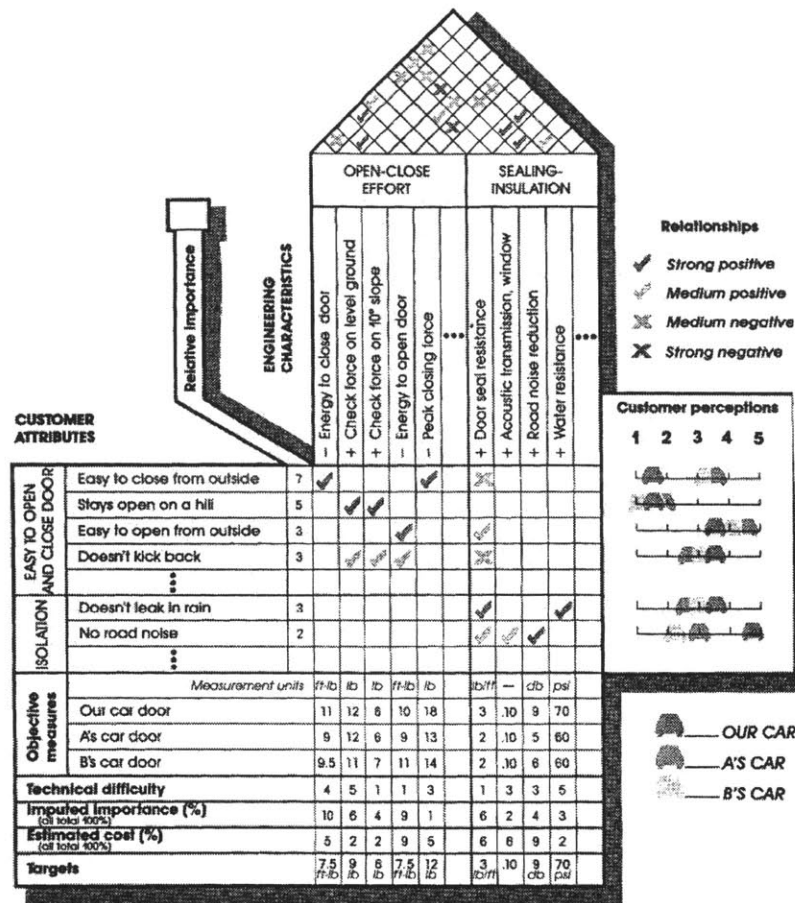 OPEN-CLOSE
EFFORT
SEALING-
INSULATION
Relative importance
ENGINEERING
CHARACTERISTICS
− Energy to close door
+ Check force on level ground
+ Check force on 10° slope
− Energy to open door
− Peak closing force
•••
+ Door seal resistance
+ Acoustic transmission, window
+ Road noise reduction
+ Water resistance
•••
Relationships
Strong positive
Medium positive
Medium negative
Strong negative
CUSTOMER
ATTRIBUTES
Customer perceptions
1 2 3 4 5
EASY TO OPEN
AND CLOSE DOOR
Easy to close from outside 7
Stays open on a hill 5
Easy to open from outside 3
Doesn't kick back 3
ISOLATION
Doesn't leak in rain 3
No road noise 2
Objective
measures
Measurement units ft-lb lb lb ft-lb lb lb/ft — db psi
Our car door 11 12 6 10 18 3 .10 9 70
A's car door 9 12 6 9 13 2 .10 5 60
B's car door 9.5 11 7 11 14 2 .10 6 60
Technical difficulty 4 5 1 1 3 1 3 3 5
Imputed importance (%) 10 6 4 9 1 6 2 4 3
(all total 100%)
Estimated cost (%) 5 2 2 9 5 6 6 9 2
(all total 100%)
Targets 7.5 9 6 7.5 12 3 .10 9 70
ft-lb lb lb ft-lb lb lb/ft db psi
OUR CAR
A'S CAR
B'S CAR